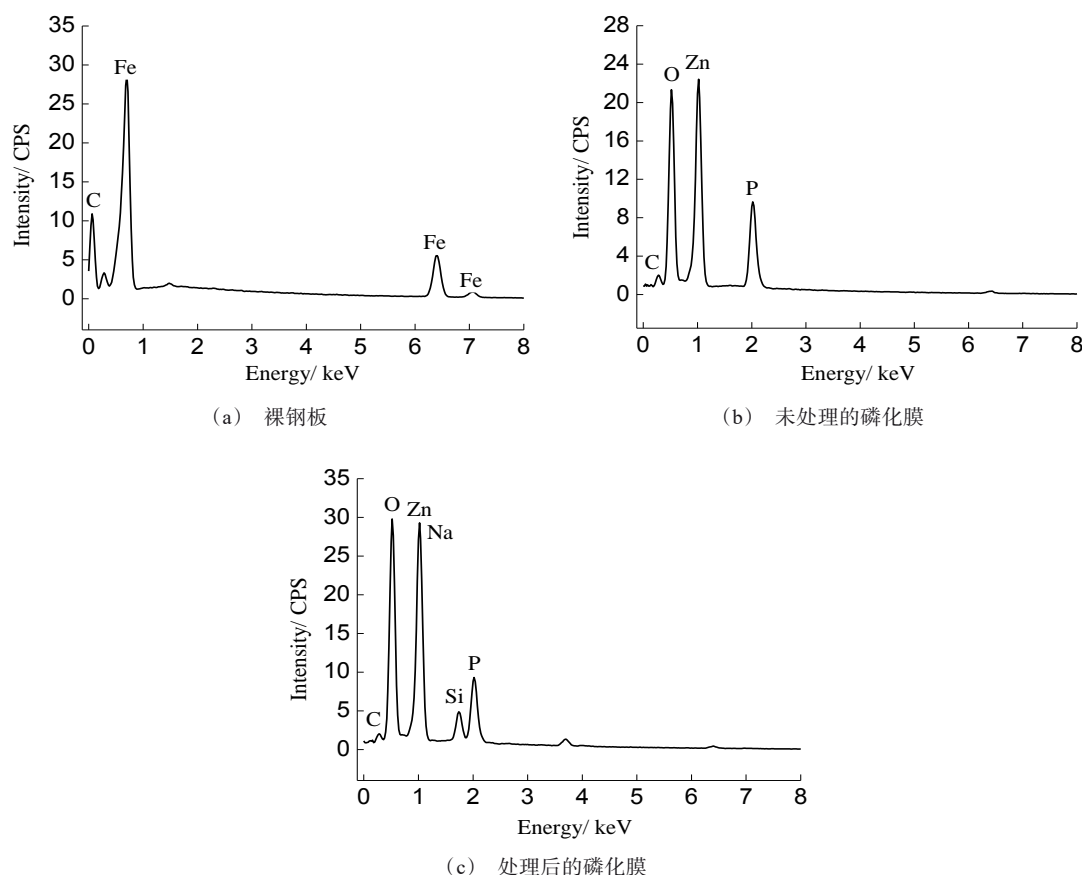 35
30
25
20
15
10
5
0
Intensity/ CPS
C
Fe
Fe
Fe
0 1 2 3 4 5 6 7 8
Energy/ keV
(a) 裸钢板
28
24
20
16
12
8
4
0
Intensity/ CPS
C
O
Zn
P
0 1 2 3 4 5 6 7 8
Energy/ keV
(b) 未处理的磷化膜
35
30
25
20
15
10
5
0
Intensity/ CPS
C
O
Zn
Na
Si
P
0 1 2 3 4 5 6 7 8
Energy/ keV
(c) 处理后的磷化膜